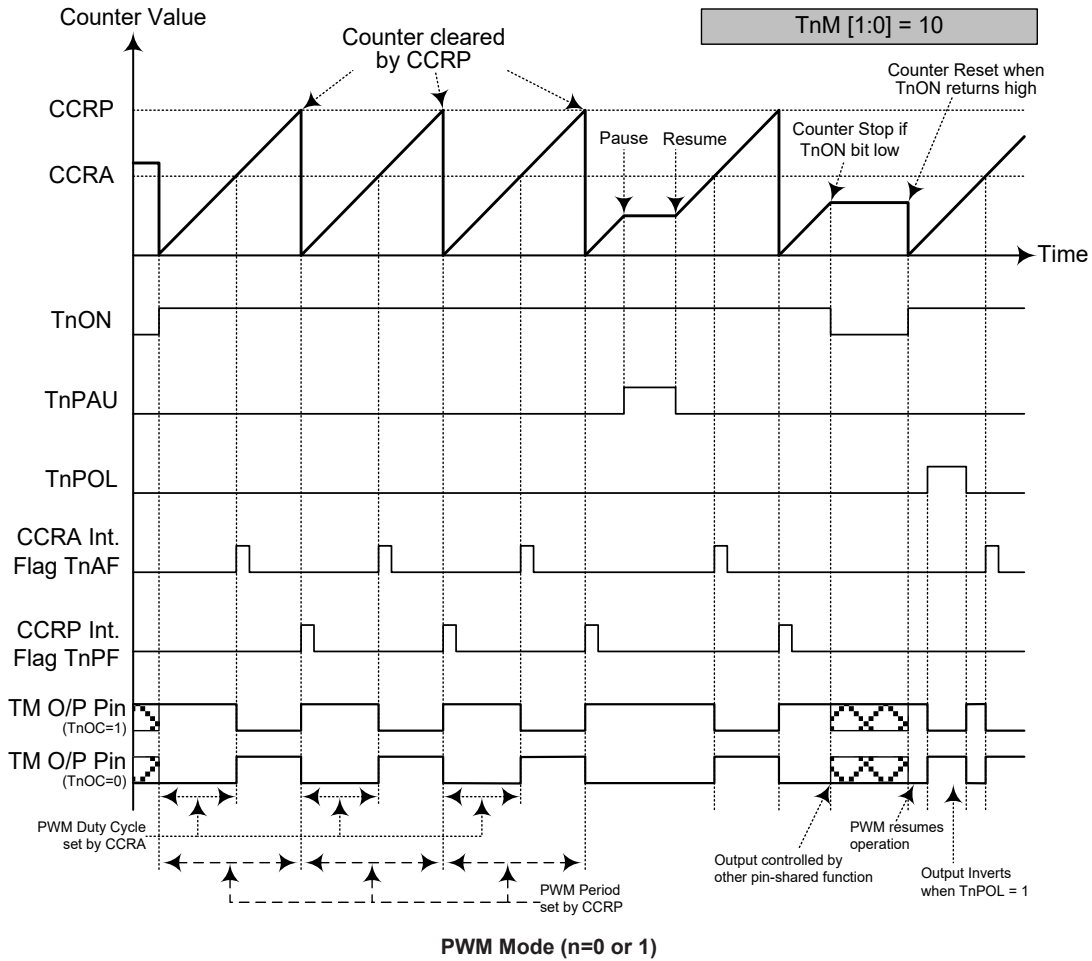 Counter Value
TnM [1:0] = 10
Counter cleared
by CCRP
Counter Reset when
TnON returns high
CCRP
Pause
Resume
Counter Stop if
TnON bit low
CCRA
Time
TnON
TnPAU
TnPOL
CCRA Int.
Flag TnAF
CCRP Int.
Flag TnPF
TM O/P Pin
(TnOC=1)
TM O/P Pin
(TnOC=0)
PWM Duty Cycle
set by CCRA
PWM resumes
operation
Output controlled by
other pin-shared function
Output Inverts
when TnPOL = 1
PWM Period
set by CCRP
PWM Mode (n=0 or 1)